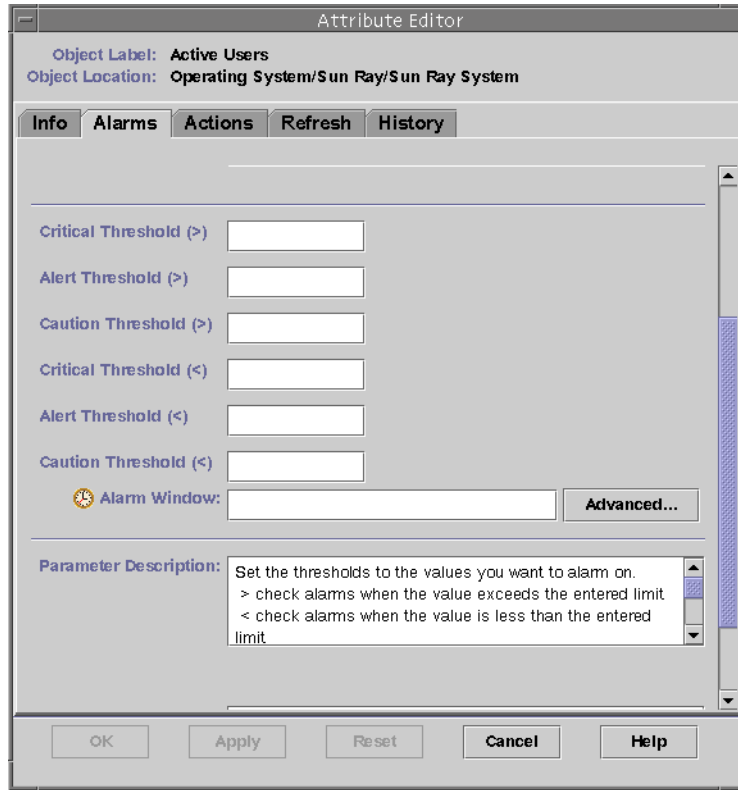 Attribute Editor
Object Label: Active Users
Object Location: Operating System/Sun Ray/Sun Ray System
Info Alarms Actions Refresh History
Critical Threshold (>)
Alert Threshold (>)
Caution Threshold (>)
Critical Threshold (<)
Alert Threshold (<)
Caution Threshold (<)
Alarm Window: Advanced...
Parameter Description: Set the thresholds to the values you want to alarm on.
> check alarms when the value exceeds the entered limit
< check alarms when the value is less than the entered
limit
OK Apply Reset Cancel Help